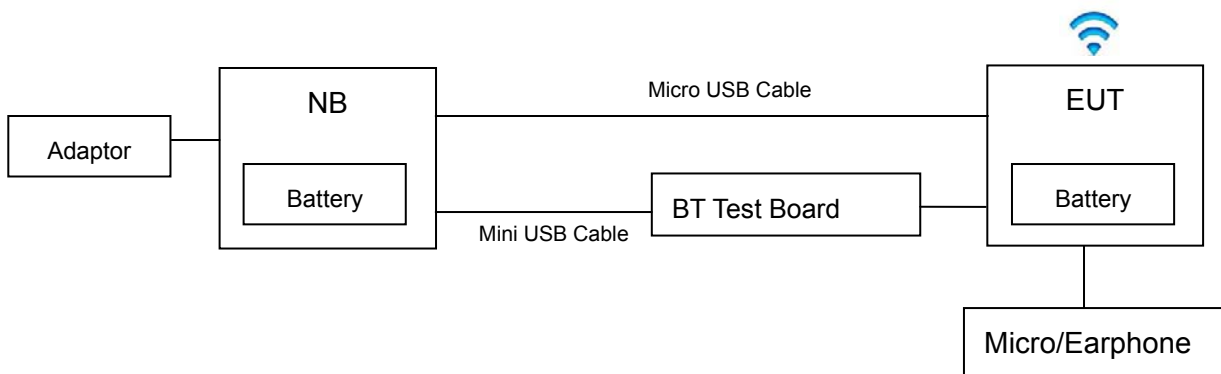 Adaptor
NB
Battery
Micro USB Cable
Mini USB Cable
BT Test Board
EUT
Battery
Micro/Earphone